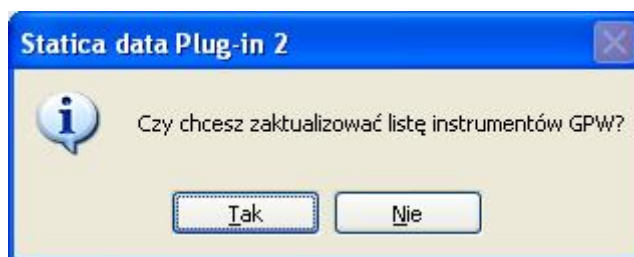 Statica data Plug-in 2
Czy chcesz zaktualizować listę instrumentów GPW?
Tak
Nie